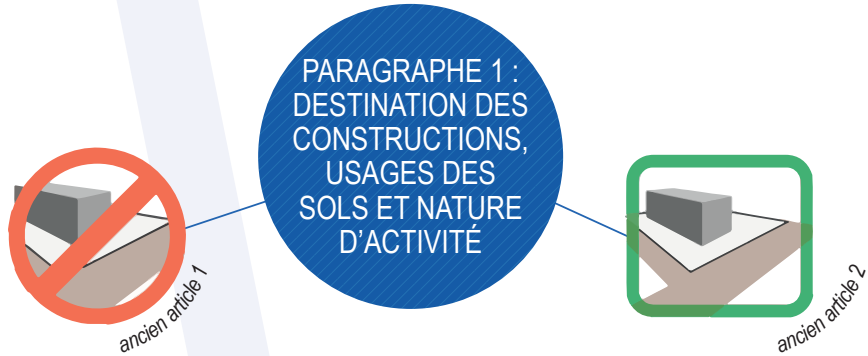 PARAGRAPHE 1 :
DESTINATION DES
CONSTRUCTIONS,
USAGES DES
SOLS ET NATURE
D'ACTIVITÉ
ancien article 1
ancien article 2